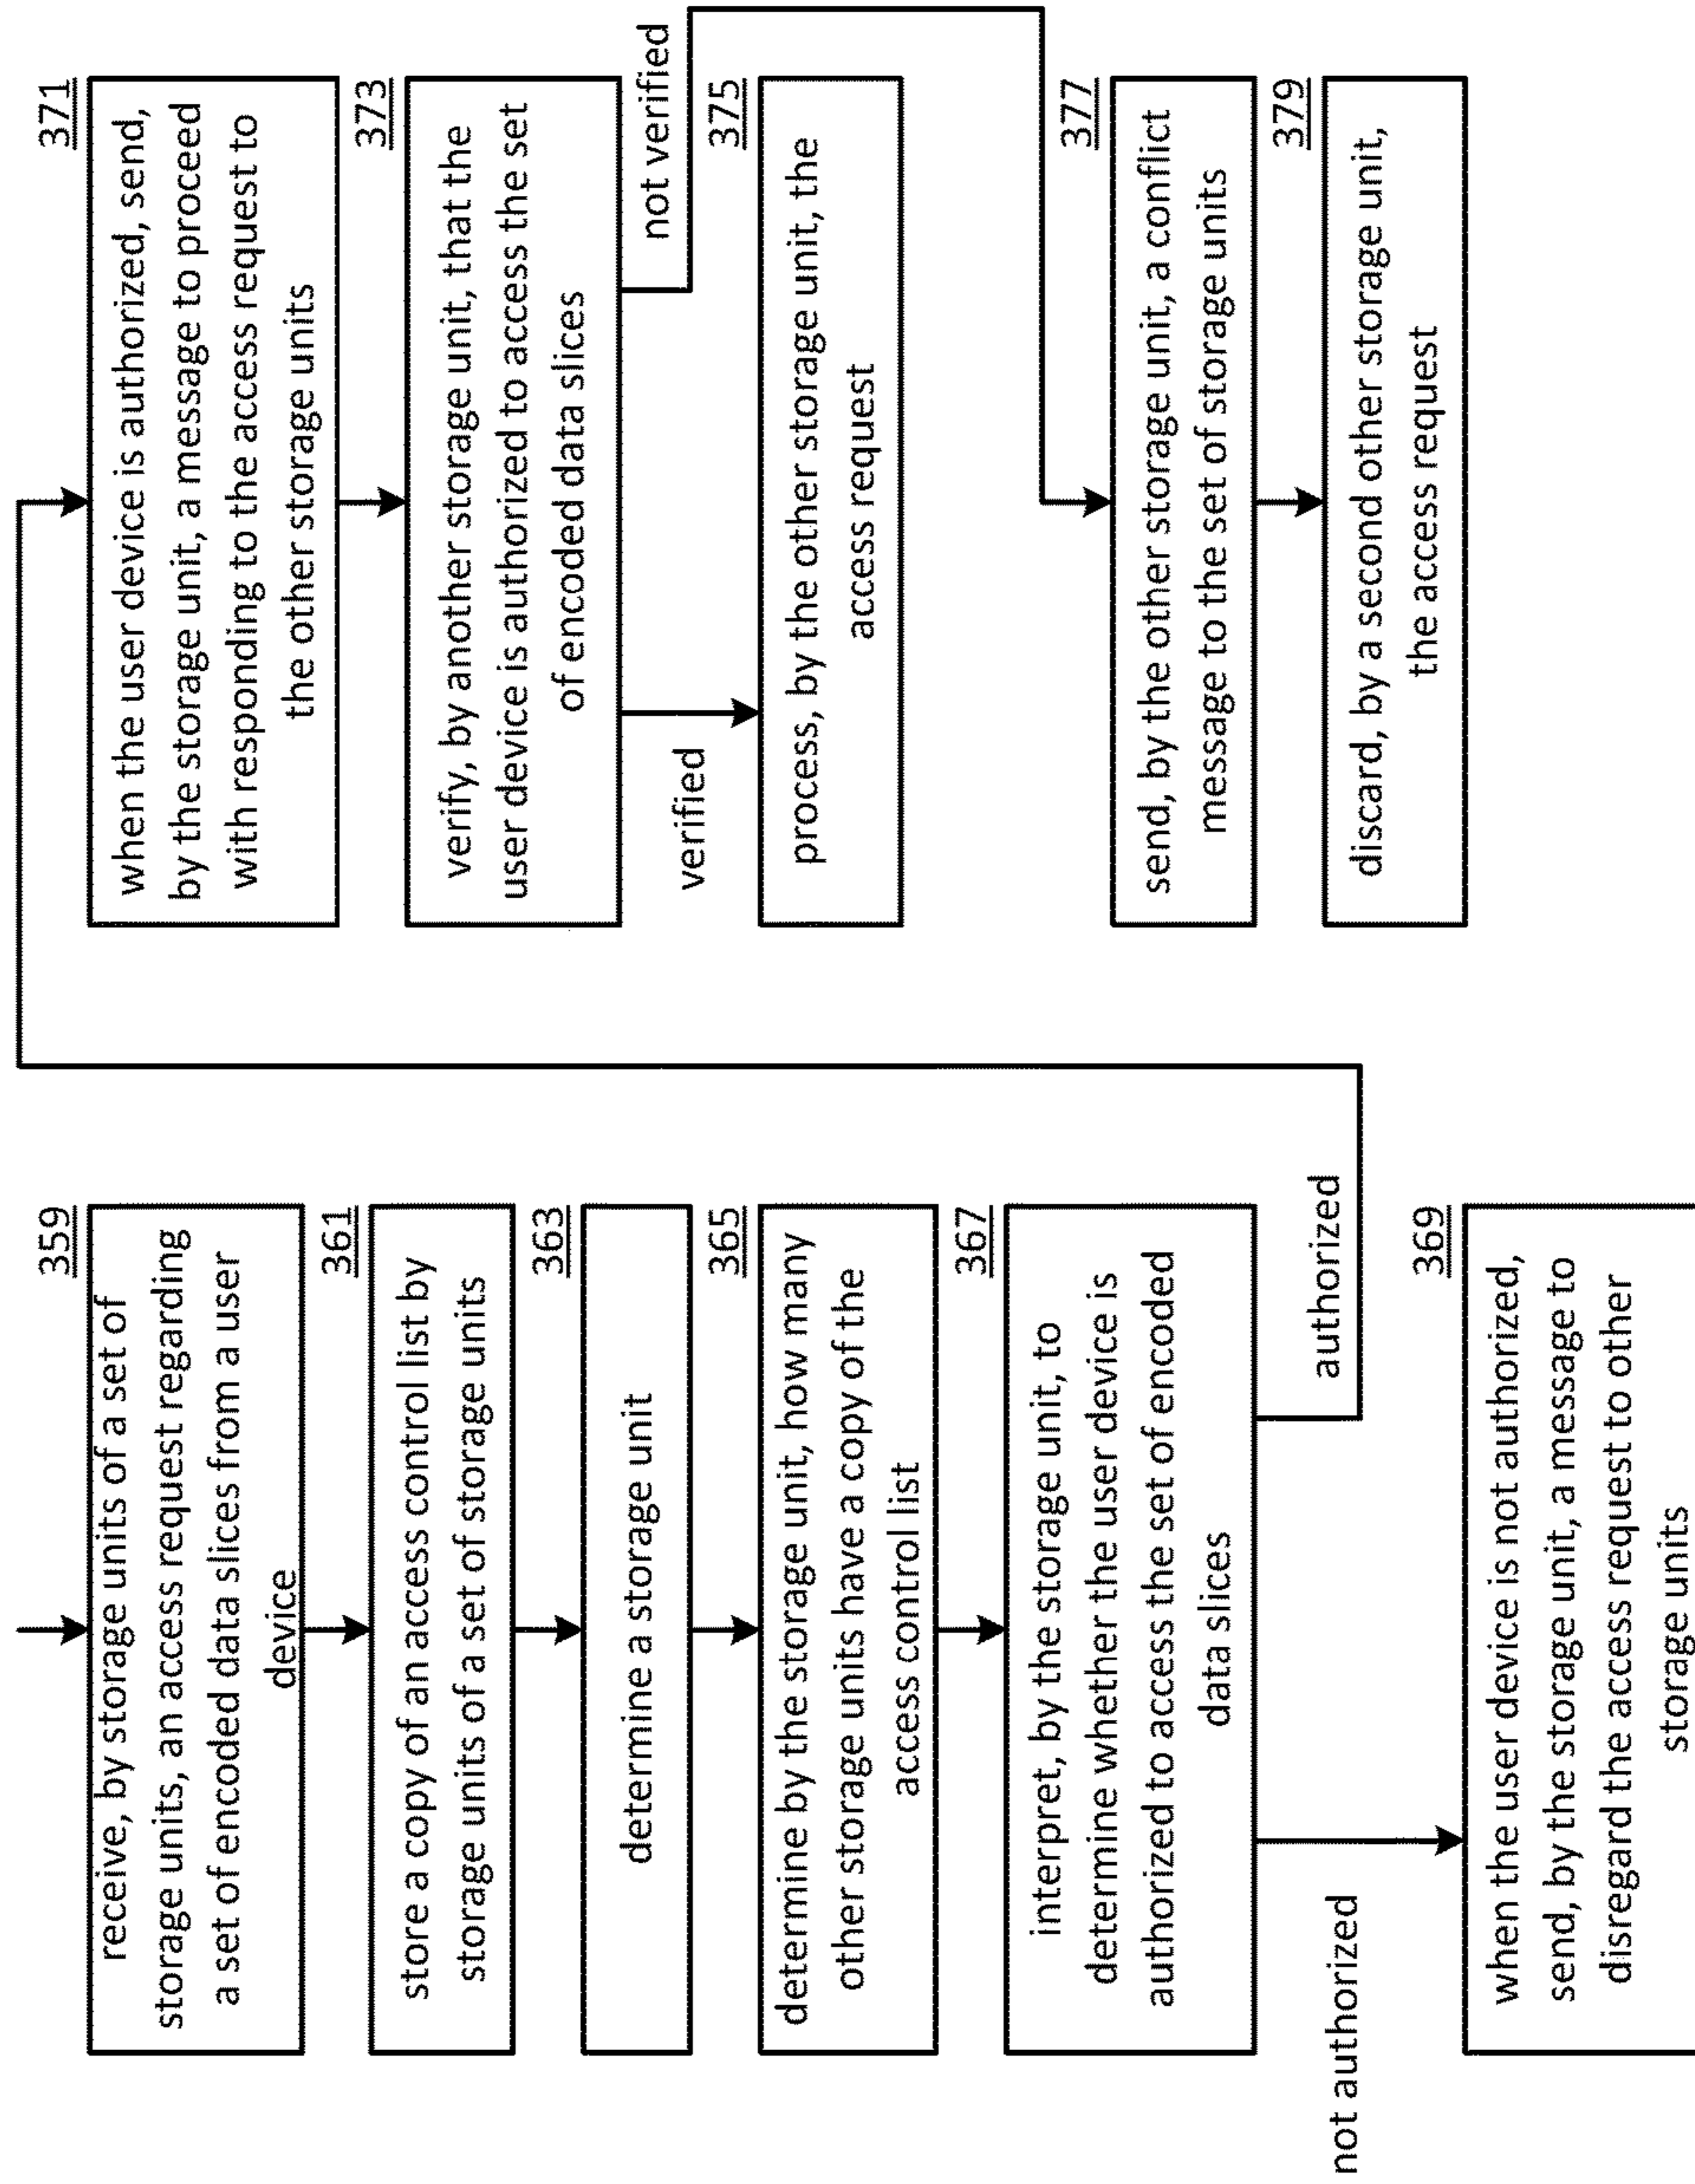 359
receive, by storage units of a set of
storage units, an access request regarding
a set of encoded data slices from a user
device
361
store a copy of an access control list by
storage units of a set of storage units
363
determine a storage unit
365
determine by the storage unit, how many
other storage units have a copy of the
access control list
367
interpret, by the storage unit, to
determine whether the user device is
authorized to access the set of encoded
data slices
not authorized
authorized
369
when the user device is not authorized,
send, by the storage unit, a message to
disregard the access request to other
storage units
371
when the user device is authorized, send,
by the storage unit, a message to proceed
with responding to the access request to
the other storage units
373
verify, by another storage unit, that the
user device is authorized to access the set
of encoded data slices
verified
not verified
375
process, by the other storage unit, the
access request
377
send, by the other storage unit, a conflict
message to the set of storage units
379
discard, by a second other storage unit,
the access request